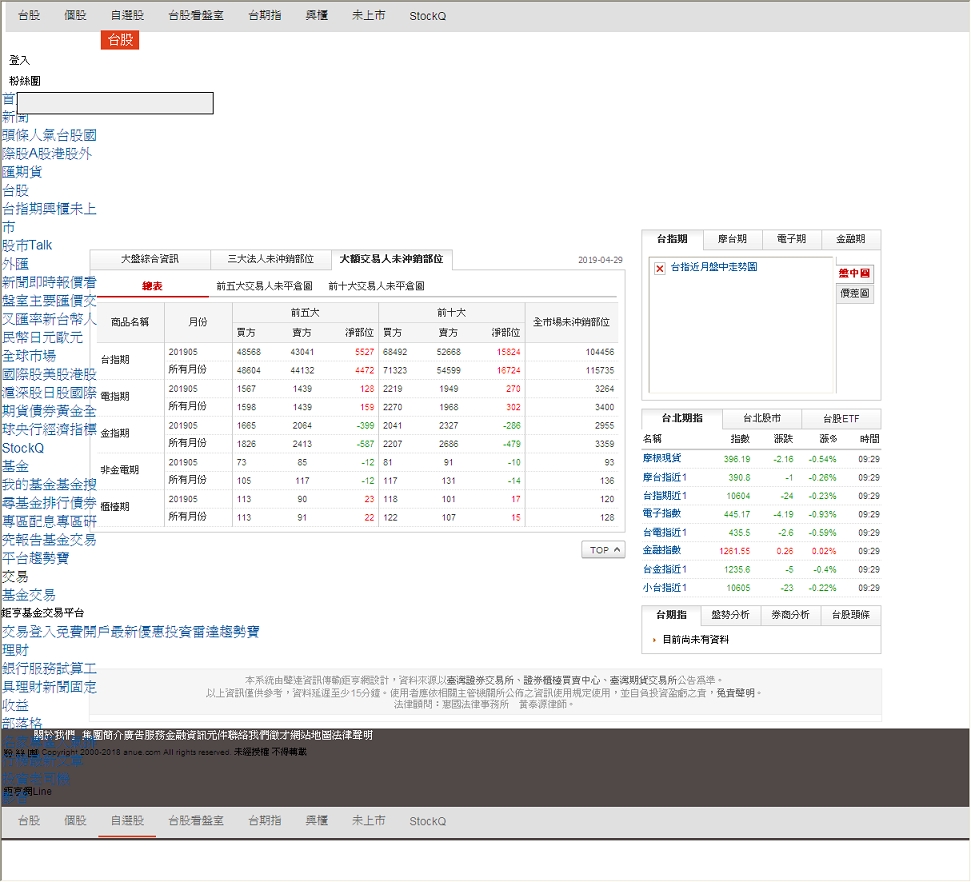 台股 個股 自選股 台股看盤室 台期指 興櫃 未上市 StockQ
台股
登入
粉絲團
首
新聞
頭條人氣台股國
際股A股港股外
匯期貨
台股
台指期興櫃未上
市
股市Talk
外匯
新聞即時報價看
盤室主要匯價交
叉匯率新台幣人
民幣日元歐元
全球市場
國際股美股港股
滬深股日股國際
期貨債券黃金全
球央行經濟指標
StockQ
基金
我的基金基金搜
尋基金排行債券
專區配息專區研
究報告基金交易
平台趨勢寶
交易
基金交易
鉅亨基金交易平台
交易登入免費開戶最新優惠投資雷達趨勢寶
理財
銀行服務試算工
具理財新聞固定
收益
部落格
大盤綜合資訊 三大法人未沖銷部位 大額交易人未沖銷部位 2019-04-29
總表 前五大交易人未平倉圖 前十大交易人未平倉圖
商品名稱 月份 前五大 前十大 全市場未沖銷部位
買方 賣方 淨部位 買方 賣方 淨部位
台指期 201905 48568 43041 5527 68492 52668 15824 104456
所有月份 48604 44132 4472 71323 54599 16724 115735
電指期 201905 1567 1439 128 2219 1949 270 3264
所有月份 1598 1439 159 2270 1968 302 3400
金指期 201905 1665 2064 -399 2041 2327 -286 2955
所有月份 1826 2413 -587 2207 2686 -479 3359
非金電期 201905 73 85 -12 81 91 -10 93
所有月份 105 117 -12 117 131 -14 136
櫃檯期 201905 113 90 23 118 101 17 120
所有月份 113 91 22 122 107 15 128
TOP
台指期 摩台期 電子期 金融期
台指近月盤中走勢圖
盤中圖
價差圖
台北期指 台北股市 台股ETF
名稱 指數 漲跌 漲% 時間
摩根現貨 396.19 -2.16 -0.54% 09:29
摩台指近1 390.8 -1 -0.26% 09:29
台指期近1 10604 -24 -0.23% 09:29
電子指數 445.17 -4.19 -0.93% 09:29
台電指近1 435.5 -2.6 -0.59% 09:29
金融指數 1261.55 0.26 0.02% 09:29
台金指近1 1235.6 -5 -0.4% 09:29
小台指近1 10605 -23 -0.22% 09:29
台期指 盤勢分析 券商分析 台股頭條
目前尚未有資料
本系統由墾達資訊傳輸鉅亨網設計，資料來源以臺灣證券交易所、證券櫃檯買賣中心、臺灣期貨交易所公告為準。
以上資訊僅供參考，資料延遲至少15分鐘。使用者應依相關主管機關所公佈之資訊使用規定使用，並自負投資盈虧之責，免責聲明。
法律顧問：惠國法律事務所 黃泰源律師。
關於我們 集團簡介廣告服務金融資訊元件聯絡我們徵才網站地圖法律聲明
粉絲團 Copyright 2000-2018 anue.com All rights reserved. 未經授權 不得轉載
鉅亨網Line
台股 個股 自選股 台股看盤室 台期指 興櫃 未上市 StockQ